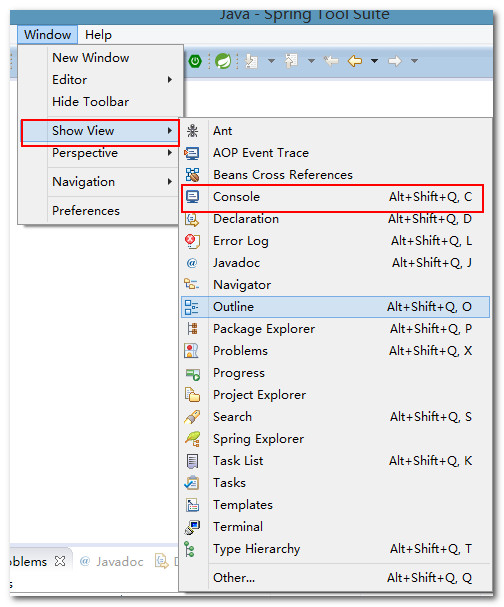 Java - Spring Tool Suite
Window Help
New Window
Editor
Hide Toolbar
Show View
Perspective
Navigation
Preferences
Ant
AOP Event Trace
Beans Cross References
Console Alt+Shift+Q, C
Declaration Alt+Shift+Q, D
Error Log Alt+Shift+Q, L
Javadoc Alt+Shift+Q, J
Navigator
Outline Alt+Shift+Q, O
Package Explorer Alt+Shift+Q, P
Problems Alt+Shift+Q, X
Progress
Project Explorer
Search Alt+Shift+Q, S
Spring Explorer
Task List Alt+Shift+Q, K
Tasks
Templates
Terminal
Type Hierarchy Alt+Shift+Q, T
Other... Alt+Shift+Q, Q
oblems @ Javadoc D
s